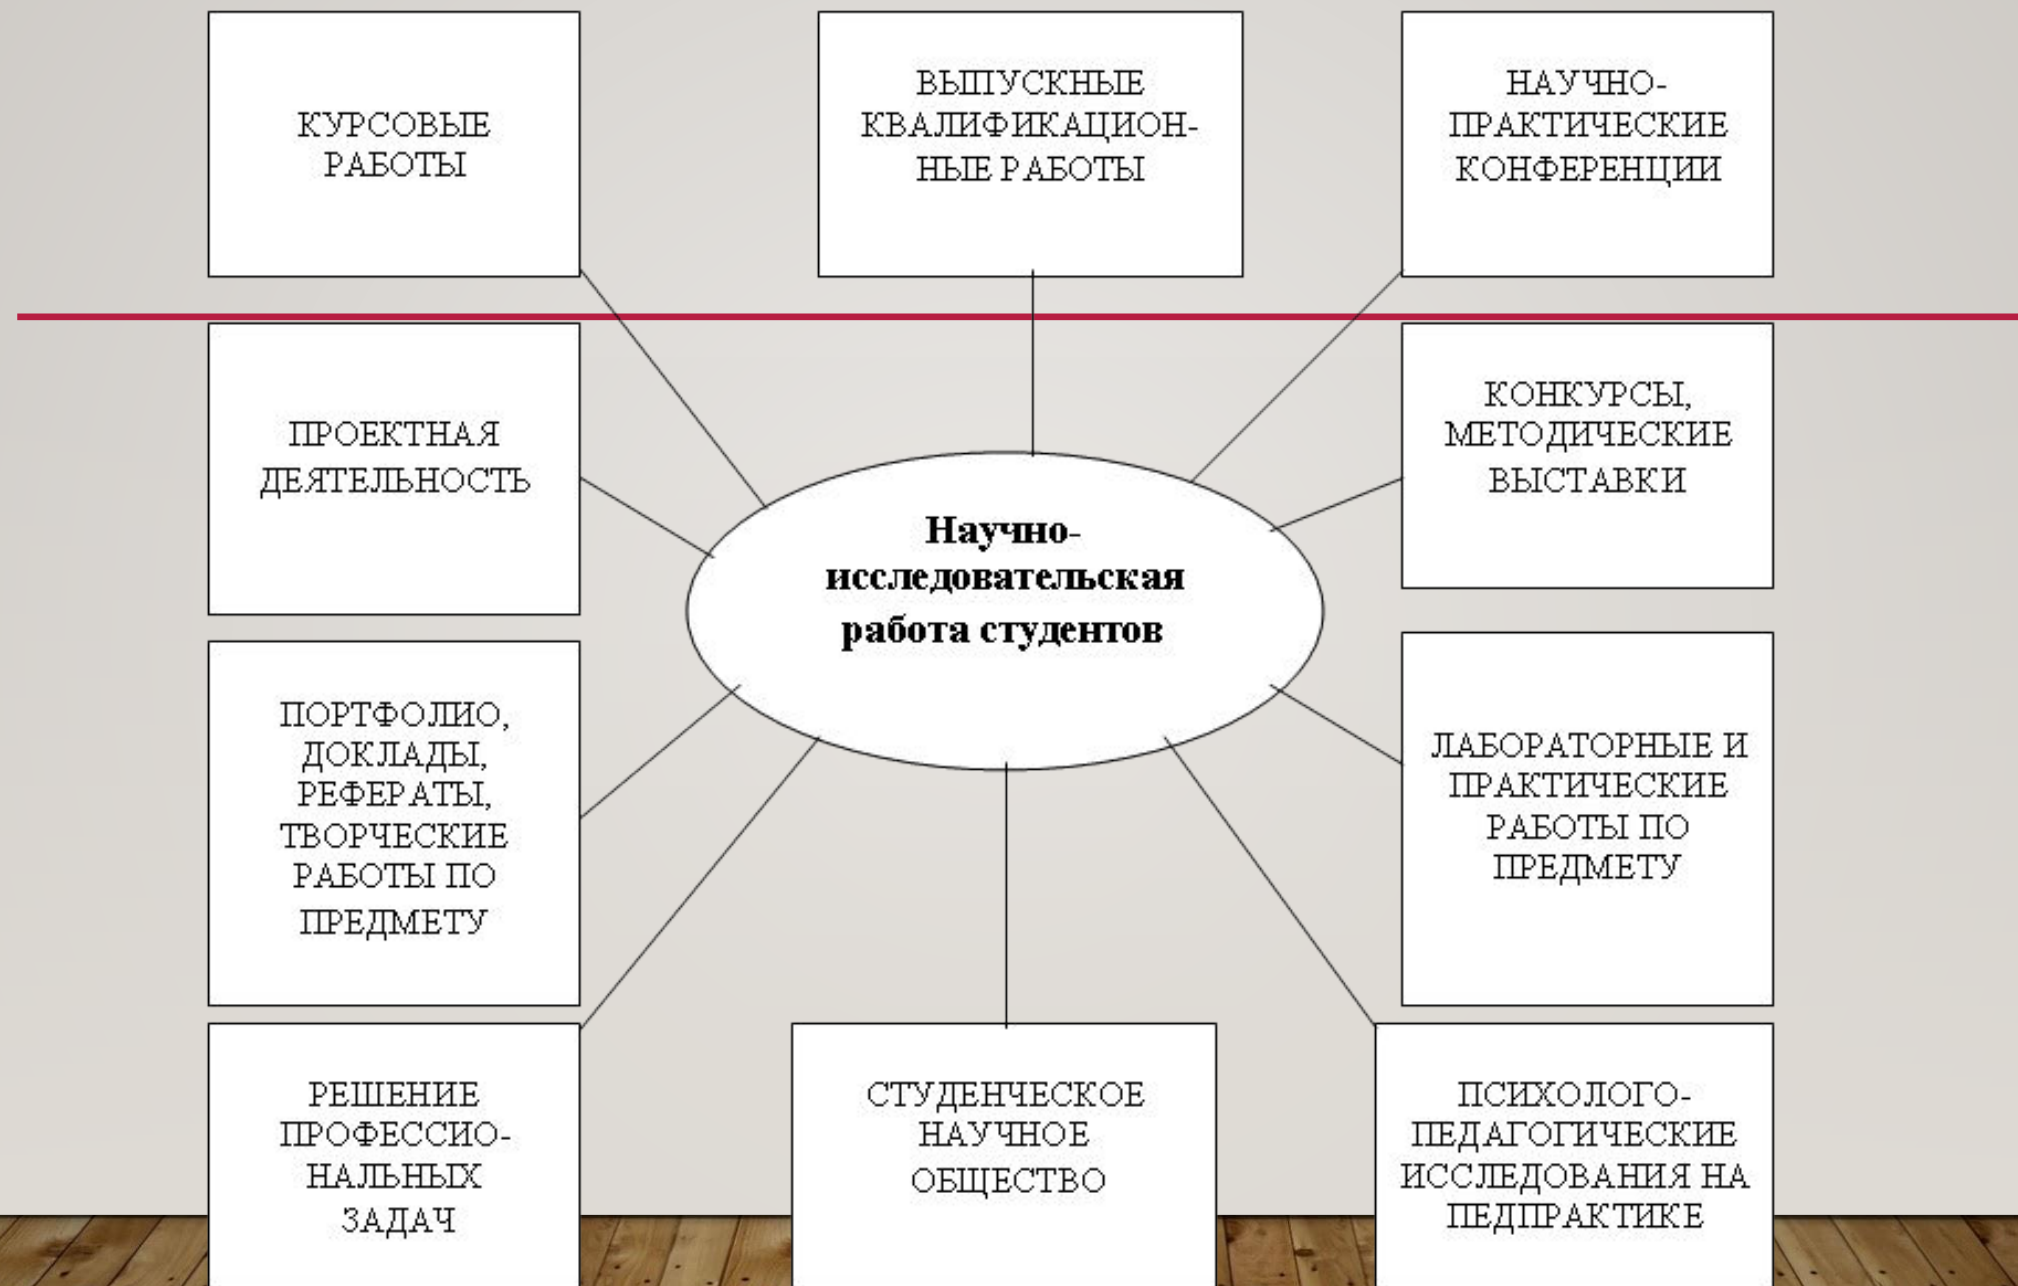 КУРСОВЫЕ
РАБОТЫ
ВЫПУСКНЫЕ
КВАЛИФИКАЦИОН-
НЫЕ РАБОТЫ
НАУЧНО-
ПРАКТИЧЕСКИЕ
КОНФЕРЕНЦИИ
ПРОЕКТНАЯ
ДЕЯТЕЛЬНОСТЬ
КОНКУРСЫ,
МЕТОДИЧЕСКИЕ
ВЫСТАВКИ
Научно-
исследовательская
работа студентов
ПОРТФОЛИО,
ДОКЛАДЫ,
РЕФЕРАТЫ,
ТВОРЧЕСКИЕ
РАБОТЫ ПО
ПРЕДМЕТУ
ЛАБОРАТОРНЫЕ И
ПРАКТИЧЕСКИЕ
РАБОТЫ ПО
ПРЕДМЕТУ
РЕШЕНИЕ
ПРОФЕССИО-
НАЛЬНЫХ
ЗАДАЧ
СТУДЕНЧЕСКОЕ
НАУЧНОЕ
ОБЩЕСТВО
ПСИХОЛОГО-
ПЕДАГОГИЧЕСКИЕ
ИССЛЕДОВАНИЯ НА
ПЕДПРАКТИКЕ